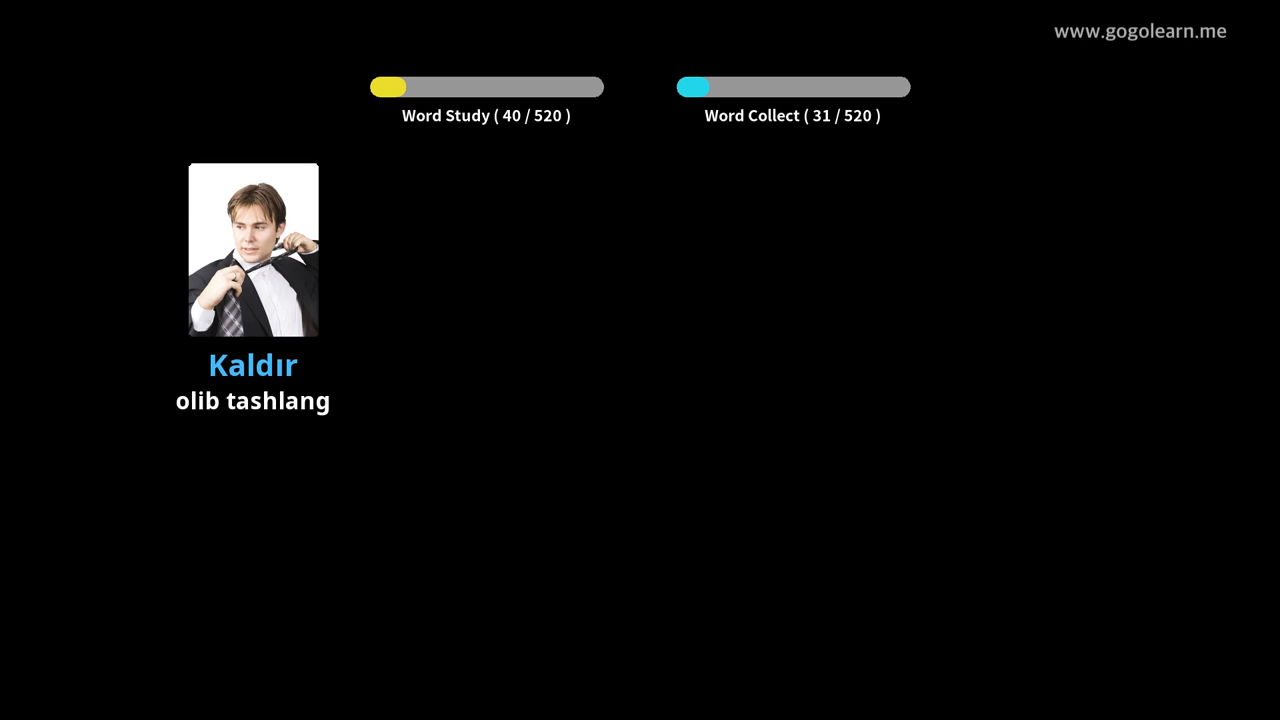 www.gogolearn.me
Word Study ( 40 / 520 )
Word Collect ( 31 / 520 )
Kaldır
olib tashlang